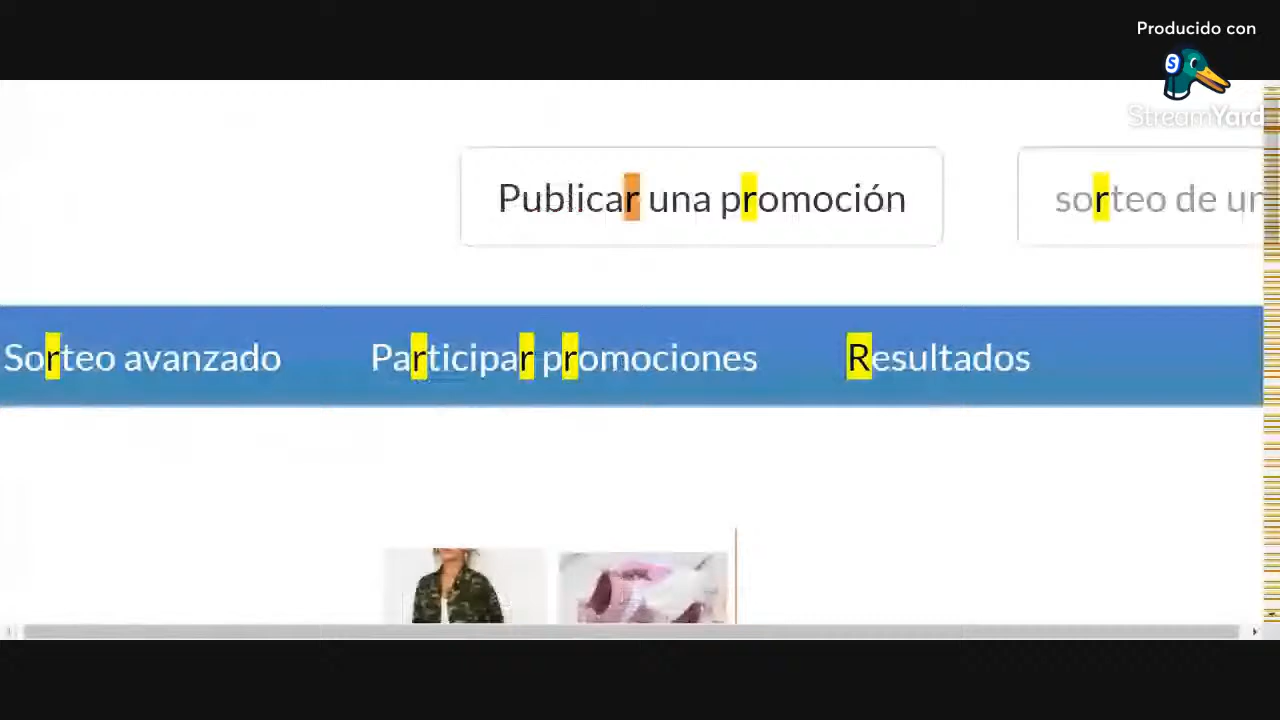 Producido con
StreamYard
Publicar una promoción
sorteo de un
Sorteo avanzado Participar promociones Resultados